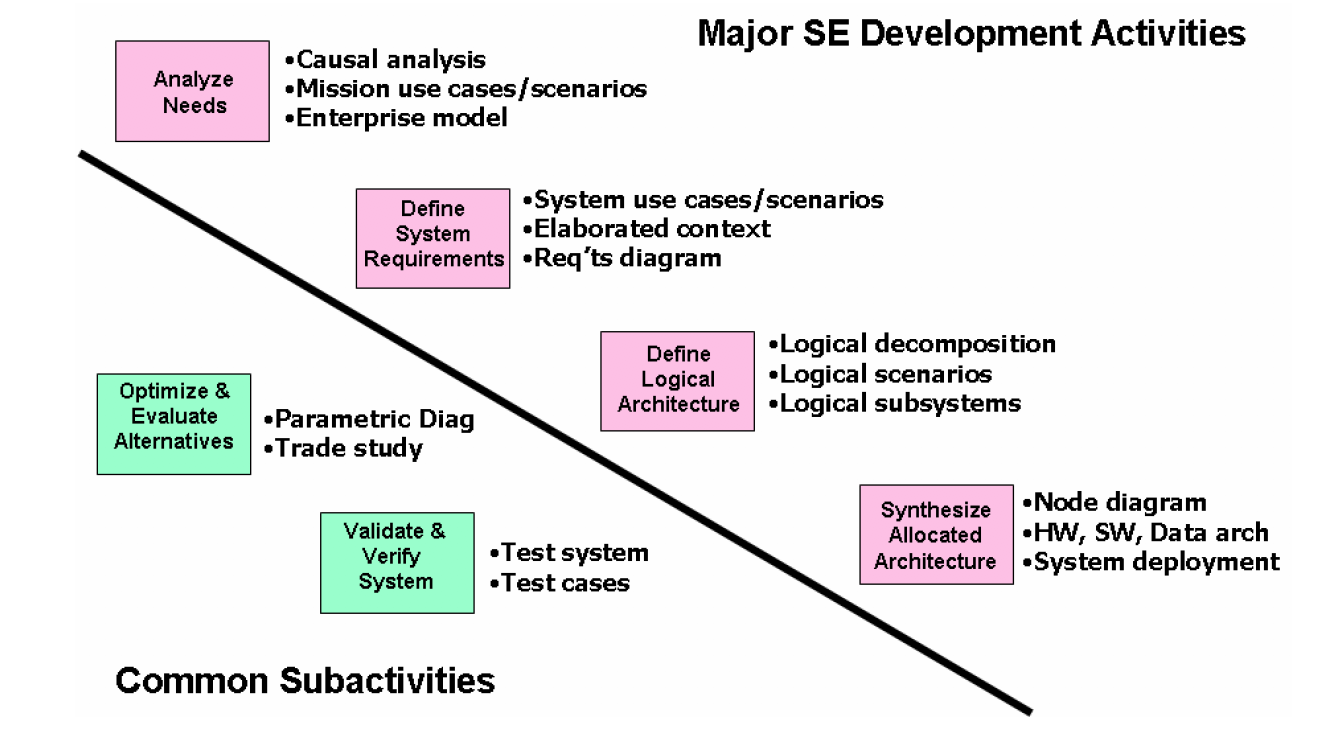 Major SE Development Activities
Analyze
Needs
•Causal analysis
•Mission use cases/scenarios
•Enterprise model
Define
System
Requirements
•System use cases/scenarios
•Elaborated context
•Req'ts diagram
Define
Logical
Architecture
•Logical decomposition
•Logical scenarios
•Logical subsystems
Optimize &
Evaluate
Alternatives
•Parametric Diag
•Trade study
Synthesize
Allocated
Architecture
•Node diagram
•HW, SW, Data arch
•System deployment
Validate &
Verify
System
•Test system
•Test cases
Common Subactivities